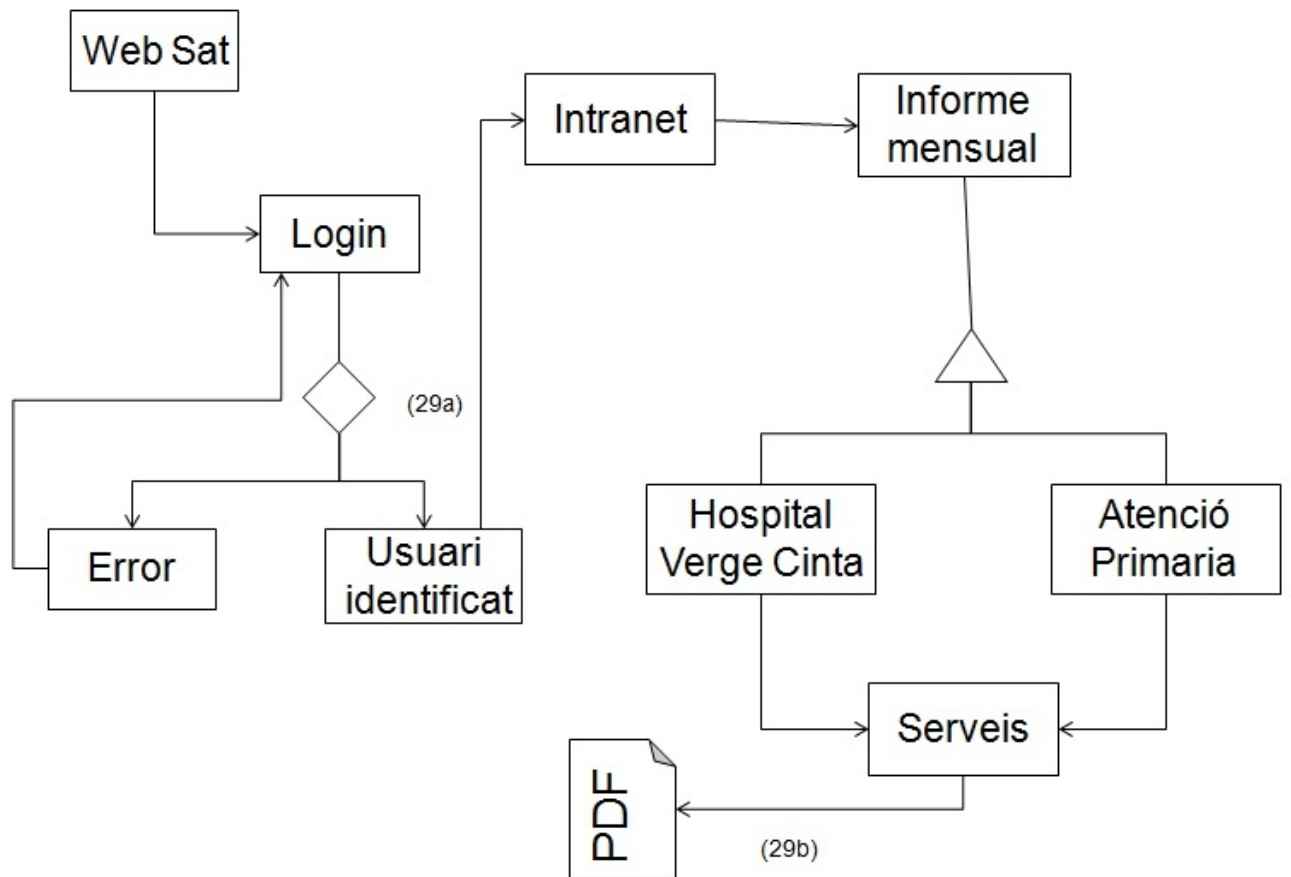 Web Sat
Intranet
Informe
mensual
Login
(29a)
Error
Usuari
identificat
Hospital
Verge Cinta
Atenció
Primaria
Serveis
PDF
(29b)